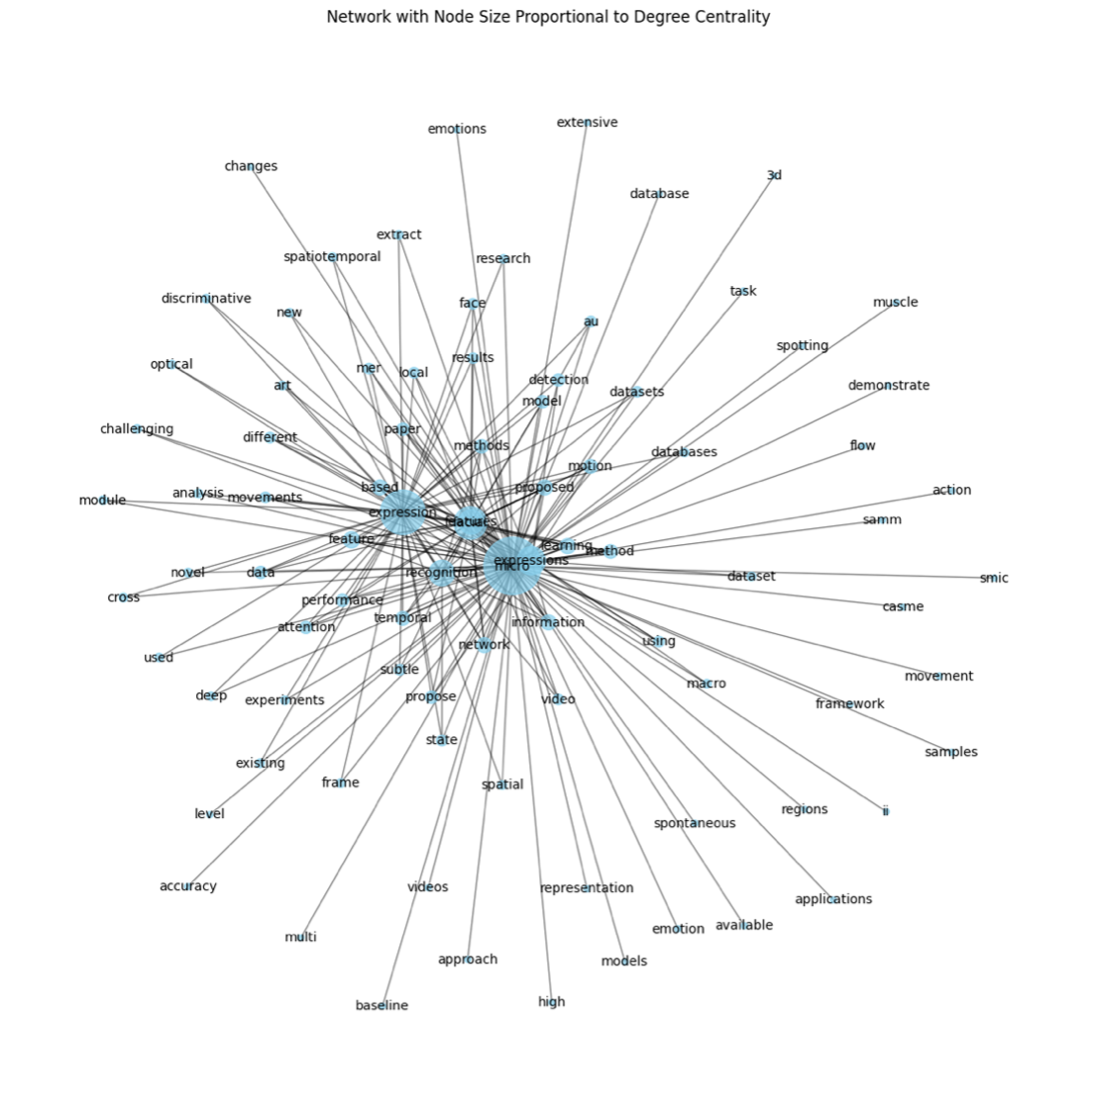 Network with Node Size Proportional to Degree Centrality
extensive
emotions
changes
3d
database
extract
spatiotemporal
research
task
discriminative
muscle
face
new
au
spotting
results
optical
mer
local
detection
art
demonstrate
datasets
model
challenging
paper
different
methods
flow
databases
motion
based
proposed
action
analysis
movements
module
expression
features
samm
feature
learning
method
expressions
micro
novel
data
recognition
dataset
smic
cross
performance
casme
temporal
information
attention
using
network
used
subtle
movement
macro
deep
propose
experiments
video
framework
state
samples
existing
frame
spatial
regions
ii
level
spontaneous
accuracy
videos
representation
applications
available
emotion
multi
approach
models
high
baseline